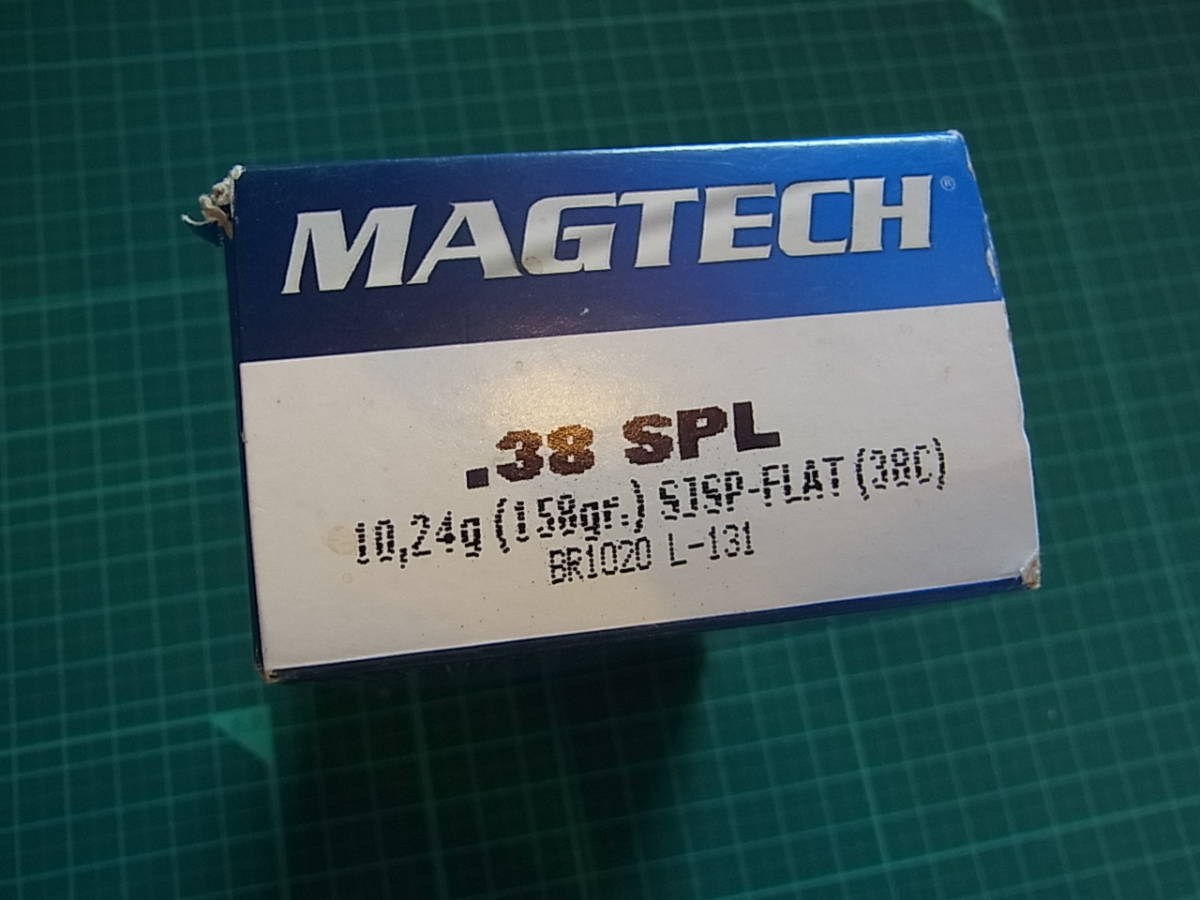 MAGTECH®
.38 SPL
10,24g (158gr.) SJSP-FLAT (38C)
BR1020 L-131